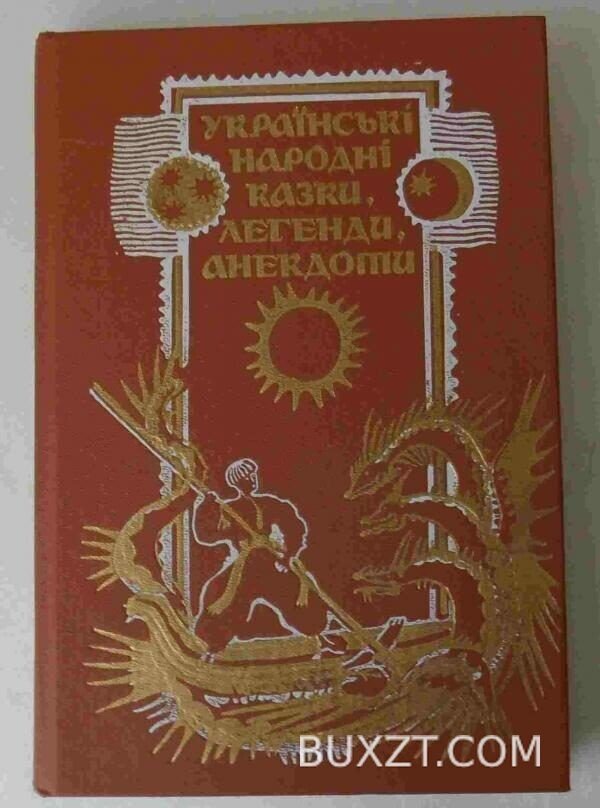 УКРАЇНСЬКІ
НАРОДНІ
КАЗКИ,
ЛЕГЕНДИ,
АНЕКДОТИ
BUXZT.COM